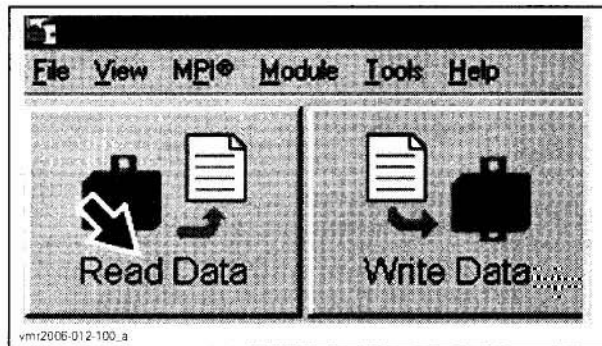 File View MPI® Module Tools Help
Read Data Write Data
vmr2006-012-100_a